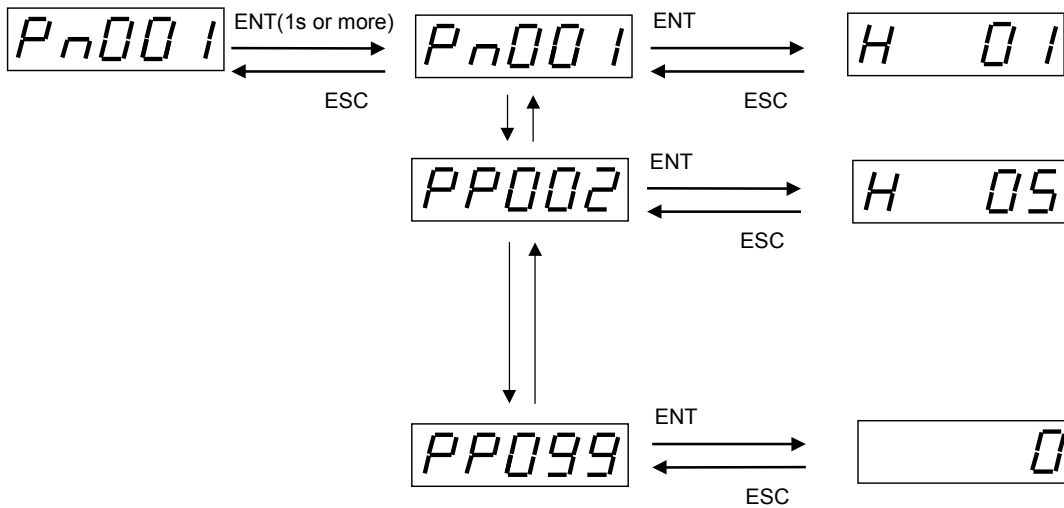 Pn001 ENT(1s or more) Pn001 ENT H 01
ESC ESC
PP002 ENT H 05
ESC
PP099 ENT 0
ESC